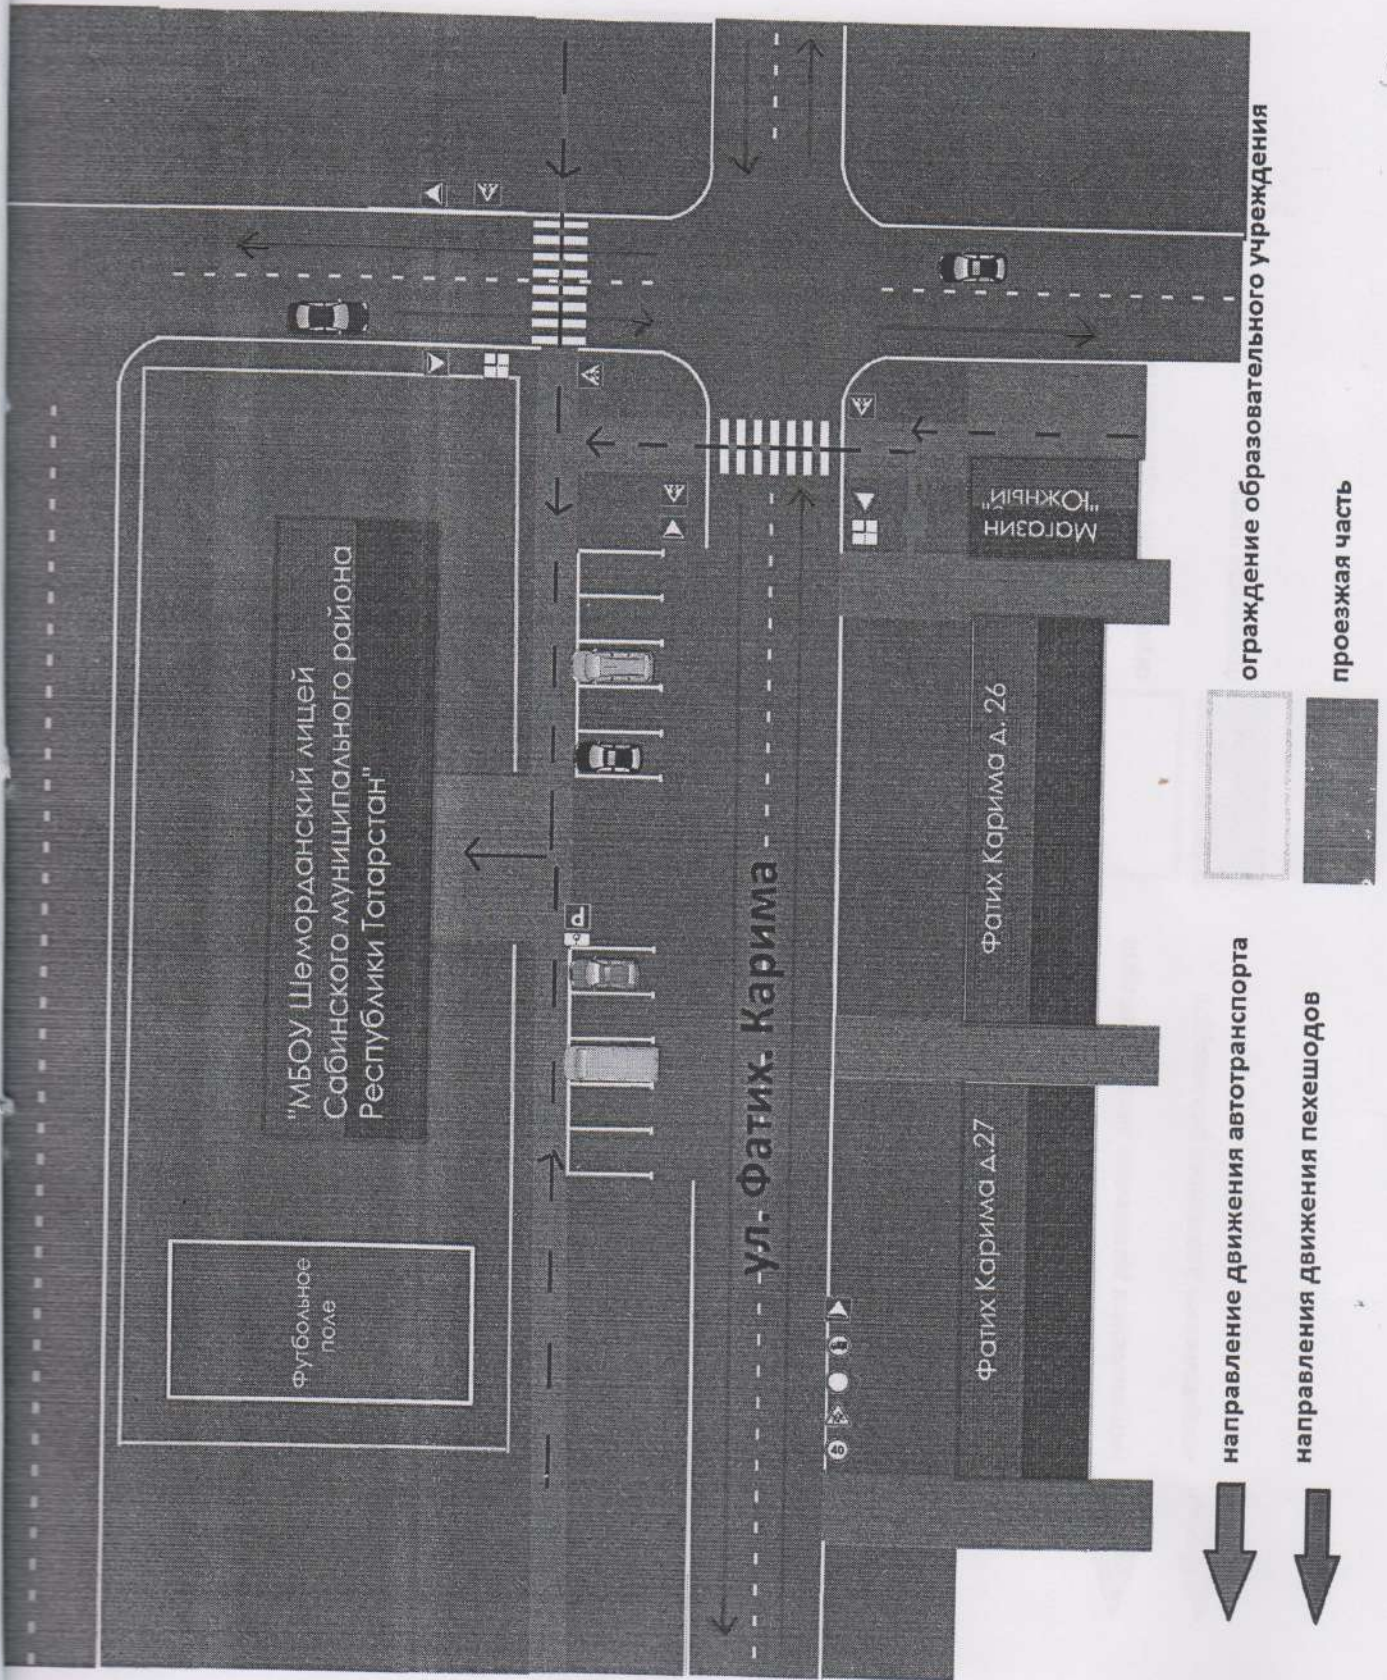 "МБОУ Шеморданский лицей
Сабинского муниципального района
Республики Татарстан"
Футбольное
поле
P
ул. Фатих. Карима
40
Фатих Карима д.27
Фатих Карима д. 26
Магазин
"Южный"
направление движения автотранспорта
направления движения пехешодов
ограждение образовательного учреждения
проезжая часть